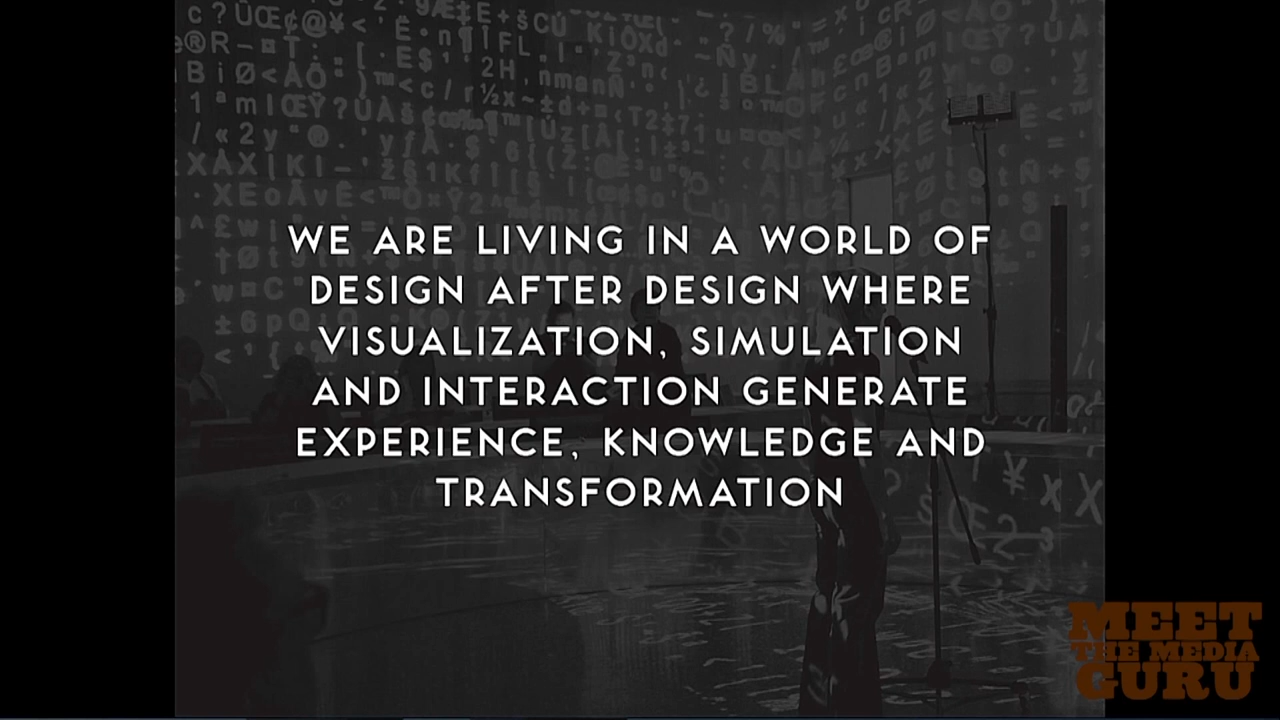 WE ARE LIVING IN A WORLD OF
DESIGN AFTER DESIGN WHERE
VISUALIZATION, SIMULATION
AND INTERACTION GENERATE
EXPERIENCE, KNOWLEDGE AND
TRANSFORMATION
MEET
THE MEDIA
GURU